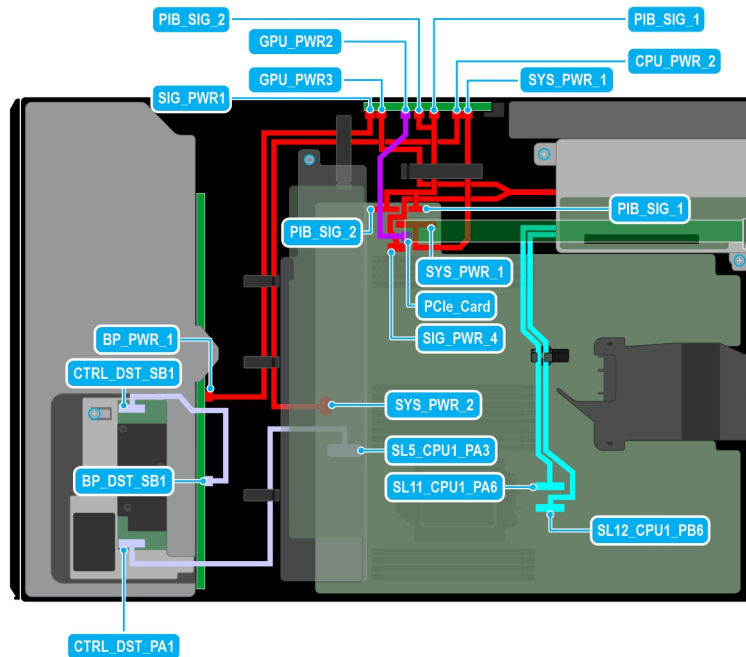 PIB_SIG_2
PIB_SIG_1
GPU_PWR2
CPU_PWR_2
GPU_PWR3
SYS_PWR_1
SIG_PWR1
PIB_SIG_1
PIB_SIG_2
SYS_PWR_1
PCIe_Card
SIG_PWR_4
BP_PWR_1
CTRL_DST_SB1
SYS_PWR_2
SL5_CPU1_PA3
BP_DST_SB1
SL11_CPU1_PA6
SL12_CPU1_PB6
CTRL_DST_PA1